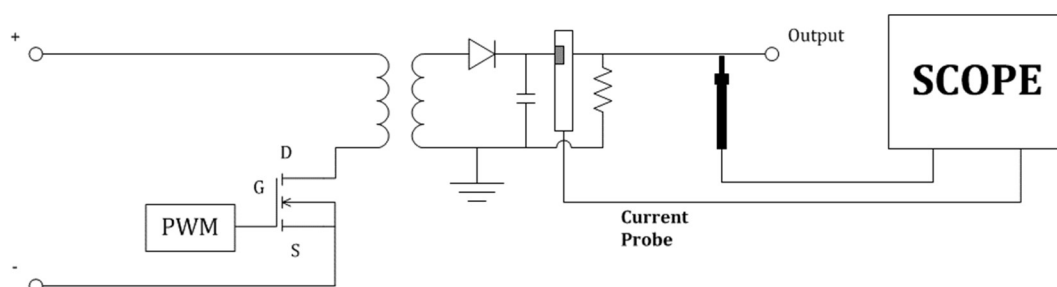 +
Output
SCOPE
D
G
PWM
S
Current
Probe
-